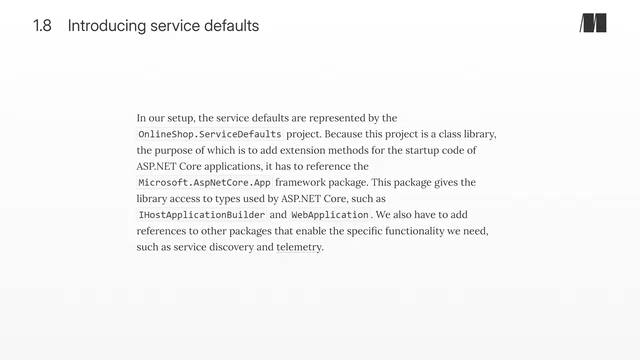 1.8 Introducing service defaults
In our setup, the service defaults are represented by the
OnlineShop.ServiceDefaults project. Because this project is a class library,
the purpose of which is to add extension methods for the startup code of
ASP.NET Core applications, it has to reference the
Microsoft.AspNetCore.App framework package. This package gives the
library access to types used by ASP.NET Core, such as
IHostApplicationBuilder and WebApplication. We also have to add
references to other packages that enable the specific functionality we need,
such as service discovery and telemetry.